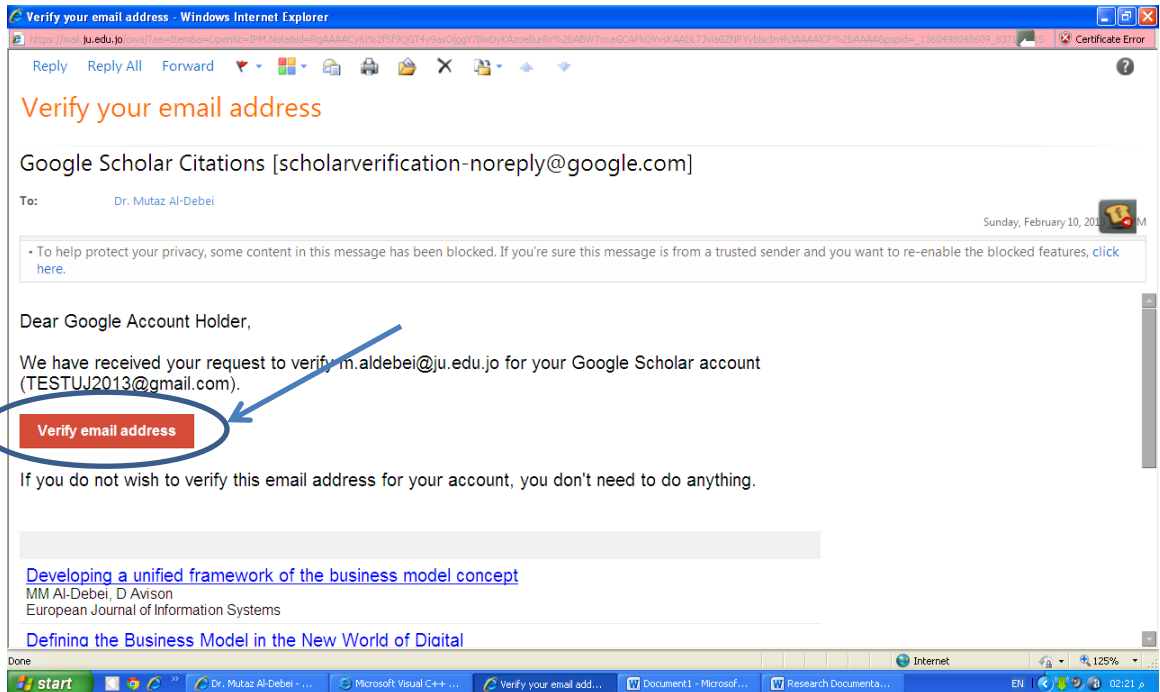 Verify your email address - Windows Internet Explorer
Certificate Error
Reply Reply All Forward
Verify your email address
Google Scholar Citations [scholarverification-noreply@google.com]
To: Dr. Mutaz Al-Debei
Sunday, February 10,
- To help protect your privacy, some content in this message has been blocked. If you're sure this message is from a trusted sender and you want to re-enable the blocked features, click
here.
Dear Google Account Holder,
We have received your request to verify m.aldebei@ju.edu.jo for your Google Scholar account
(TESTUJ2013@gmail.com).
Verify email address
If you do not wish to verify this email address for your account, you don't need to do anything.
Developing a unified framework of the business model concept
MM Al-Debei, D Avison
European Journal of Information Systems
Defining the Business Model in the New World of Digital
Done Internet 125%
start Dr. Mutaz Al-Debei - ... Microsoft Visual C++ ... Verify your email add... Document1 - Microsof... Research Documenta... EN 02:21 م